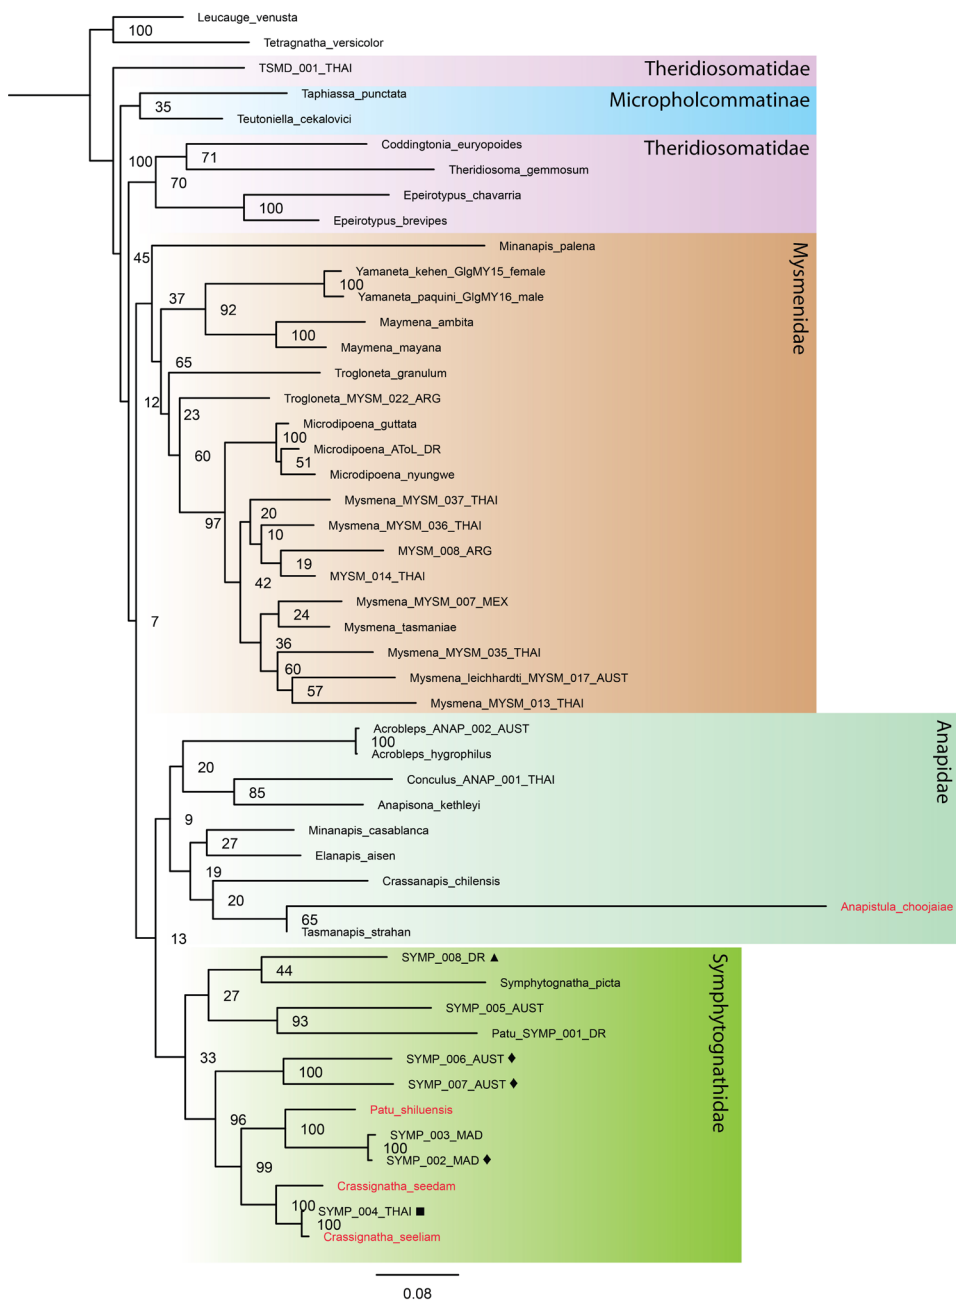 Leucauge_venusta
100
Tetragnatha_versicolor
TSMD_001_THAI
Theridiosomatidae
Taphiassa_punctata
Micropholcommatinae
35
Teutoniella_cekalovici
Coddingtonia_euryopoides
Theridiosomatidae
100
71
Theridiosoma_gemmosum
70
Epeirotypus_chavarria
100
Epeirotypus_brevipes
Minanapis_palena
Mysmenidae
45
Yamaneta_kehen_GlgMY15_female
100
Yamaneta_paquini_GlgMY16_male
37
92
Maymena_ambita
100
Maymena_mayana
65
Trogloneta_granulum
Trogloneta_MYSM_022_ARG
12
23
Microdipoena_guttata
100
Microdipoena_AToL_DR
60
51
Microdipoena_nyungwe
Mysmena_MYSM_037_THAI
20
97
Mysmena_MYSM_036_THAI
10
MYSM_008_ARG
19
MYSM_014_THAI
42
Mysmena_MYSM_007_MEX
24
7
Mysmena_tasmaniae
36
Mysmena_MYSM_035_THAI
60
Mysmena_leichhardti_MYSM_017_AUST
57
Mysmena_MYSM_013_THAI
Acrobleps_ANAP_002_AUST
Anapidae
100
Acrobleps_hygrophilus
20
Conculus_ANAP_001_THAI
85
Anapisona_kethleyi
9
Minanapis_casablanca
27
Elanapis_aisen
19
Crassanapis_chilensis
20
Anapistula_choojaiae
65
Tasmanapis_strahan
13
SYMP_008_DR ▲
Symphytognathidae
44
Symphytognatha_picta
27
SYMP_005_AUST
93
Patu_SYMP_001_DR
33
SYMP_006_AUST ◆
100
SYMP_007_AUST ◆
Patu_shiluensis
96
100
SYMP_003_MAD
100
SYMP_002_MAD ◆
99
Crassignatha_seedam
100
SYMP_004_THAI ■
100
Crassignatha_seeliam
0.08